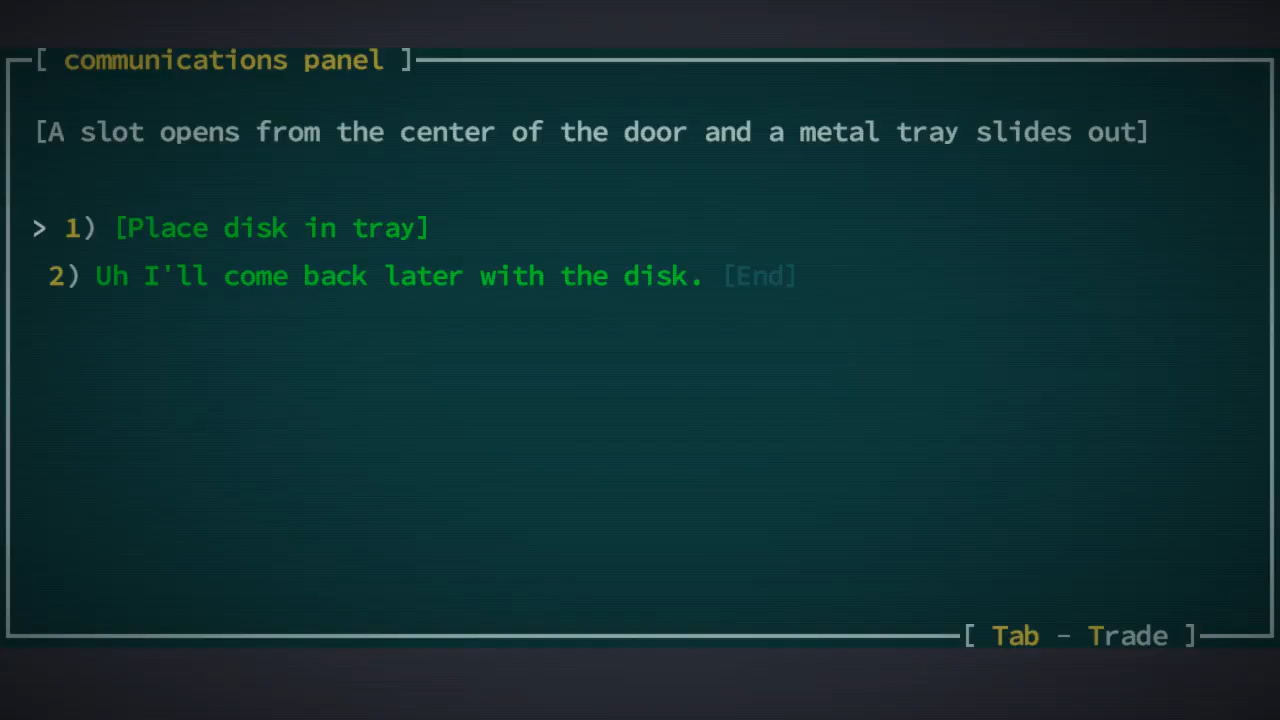 [ communications panel ]
[A slot opens from the center of the door and a metal tray slides out]
> 1) [Place disk in tray]
2) Uh I'll come back later with the disk. [End]
[ Tab - Trade ]